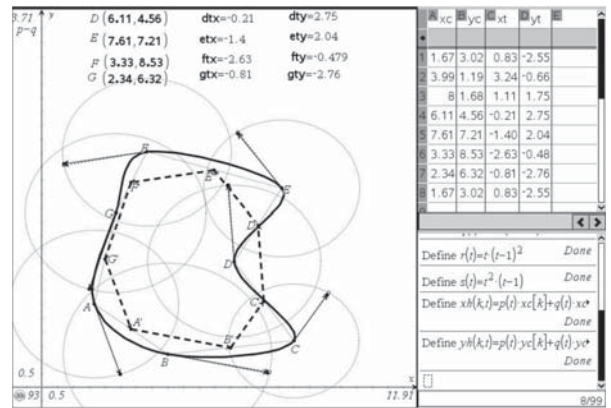 3.71
p-q
D (6.11,4.56) dtx=-0.21 dty=2.75
E (7.61,7.21) etx=-1.4 ety=2.04
F (3.33,8.53) ftx=-2.63 fty=-0.479
G (2.34,6.32) gtx=-0.81 gty=-2.76
E
G
G'
E
D'
D
C'
A
A'
B
C
0.5
x
93 0.5 11.91
A xc B yc C xt D yt E
1 1.67 3.02 0.83 -2.55
2 3.99 1.19 3.24 -0.66
3 8 1.68 1.11 1.75
4 6.11 4.56 -0.21 2.75
5 7.61 7.21 -1.40 2.04
6 3.33 8.53 -2.63 -0.48
7 2.34 6.32 -0.81 -2.76
8 1.67 3.02 0.83 -2.55
Define r(t)=t·(t-1)² Done
Define s(t)=t²·(t-1) Done
Define xh(k,t)=p(t)·xc[k]+q(t)·xc
Done
Define yh(k,t)=p(t)·yc[k]+q(t)·yc
Done
8/99